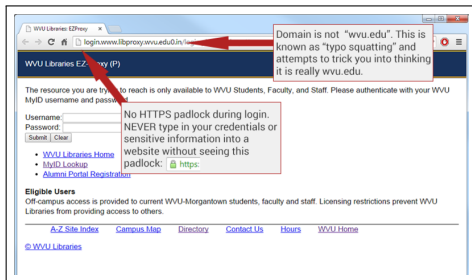 WVU Libraries: EZProxy
login.www.libproxy.wvu.edu0.in/
Domain is not "wvu.edu". This is
known as "typo squatting" and
attempts to trick you into thinking
it is really wvu.edu.
WVU Libraries EZ-Proxy (P)
The resource you are trying to reach is only available to WVU Students, Faculty, and Staff. Please authenticate with your WVU
MyID username and password
Username:
Password:
Submit Clear
No HTTPS padlock during login.
NEVER type in your credentials or
sensitive information into a
website without seeing this
padlock: https:
WVU Libraries Home
MyID Lookup
Alumni Portal Registration
Eligible Users
Off-campus access is provided to current WVU-Morgantown students, faculty and staff. Licensing restrictions prevent WVU
Libraries from providing access to others.
A-Z Site Index Campus Map Directory Contact Us Hours WVU Home
© WVU Libraries